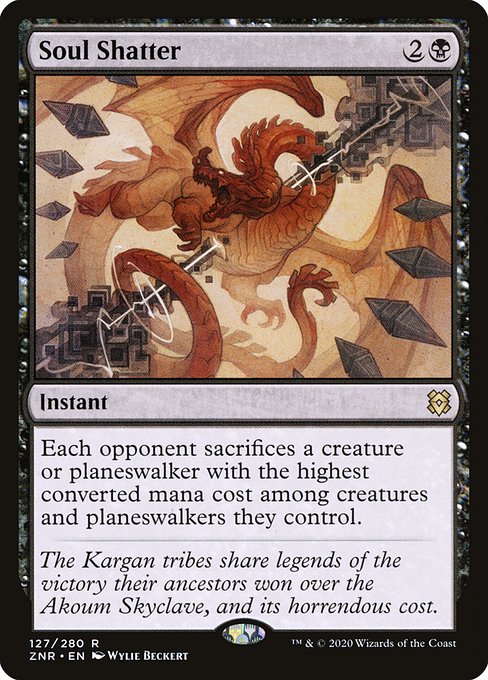 Soul Shatter 2
Instant
Each opponent sacrifices a creature
or planeswalker with the highest
converted mana cost among creatures
and planeswalkers they control.
The Kargan tribes share legends of the
victory their ancestors won over the
Akoum Skyclave, and its horrendous cost.
127/280 R
™ & © 2020 Wizards of the Coast
ZNR • EN Wylie Beckert